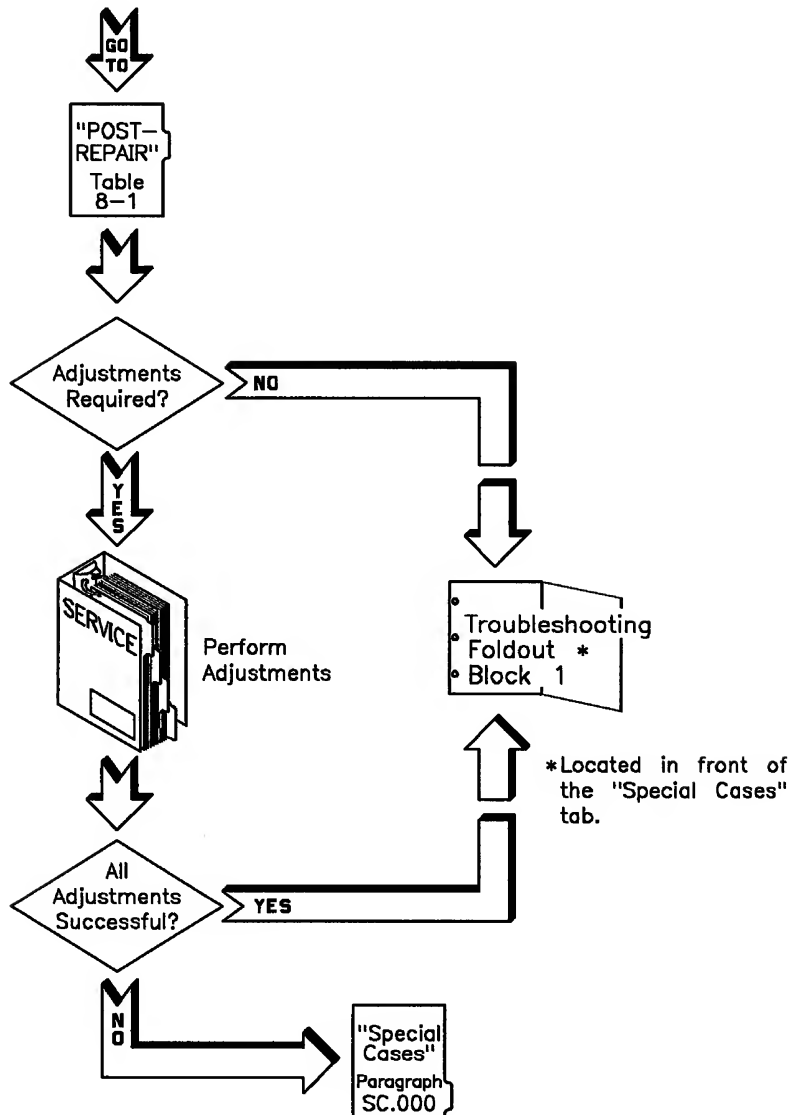 GO
TO
"POST-
REPAIR"
Table
8-1
Adjustments
Required?
NO
YES
SERVICE
Perform
Adjustments
Troubleshooting
Foldout *
Block 1
*Located in front of
the "Special Cases"
tab.
All
Adjustments
Successful?
YES
NO
"Special
Cases"
Paragraph
SC.000